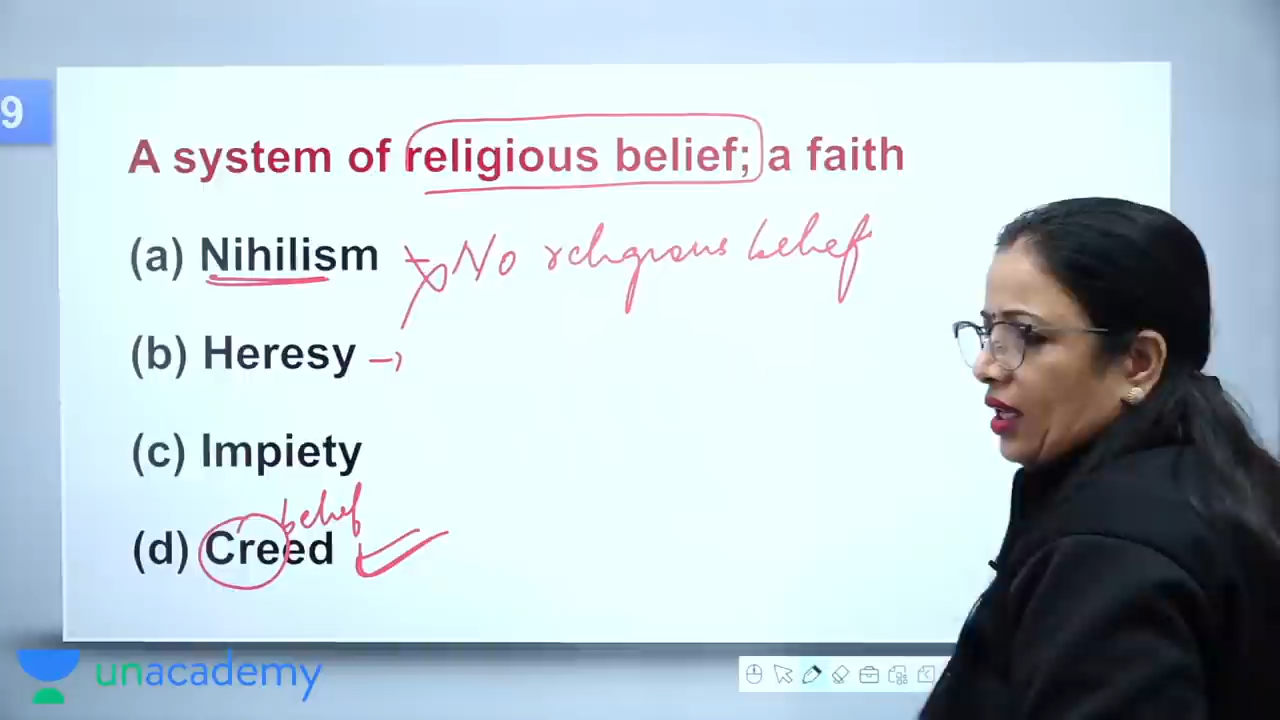 9
A system of religious belief; a faith
(a) Nihilism No religious belief
(b) Heresy
(c) Impiety
belief
(d) Creed
unacademy